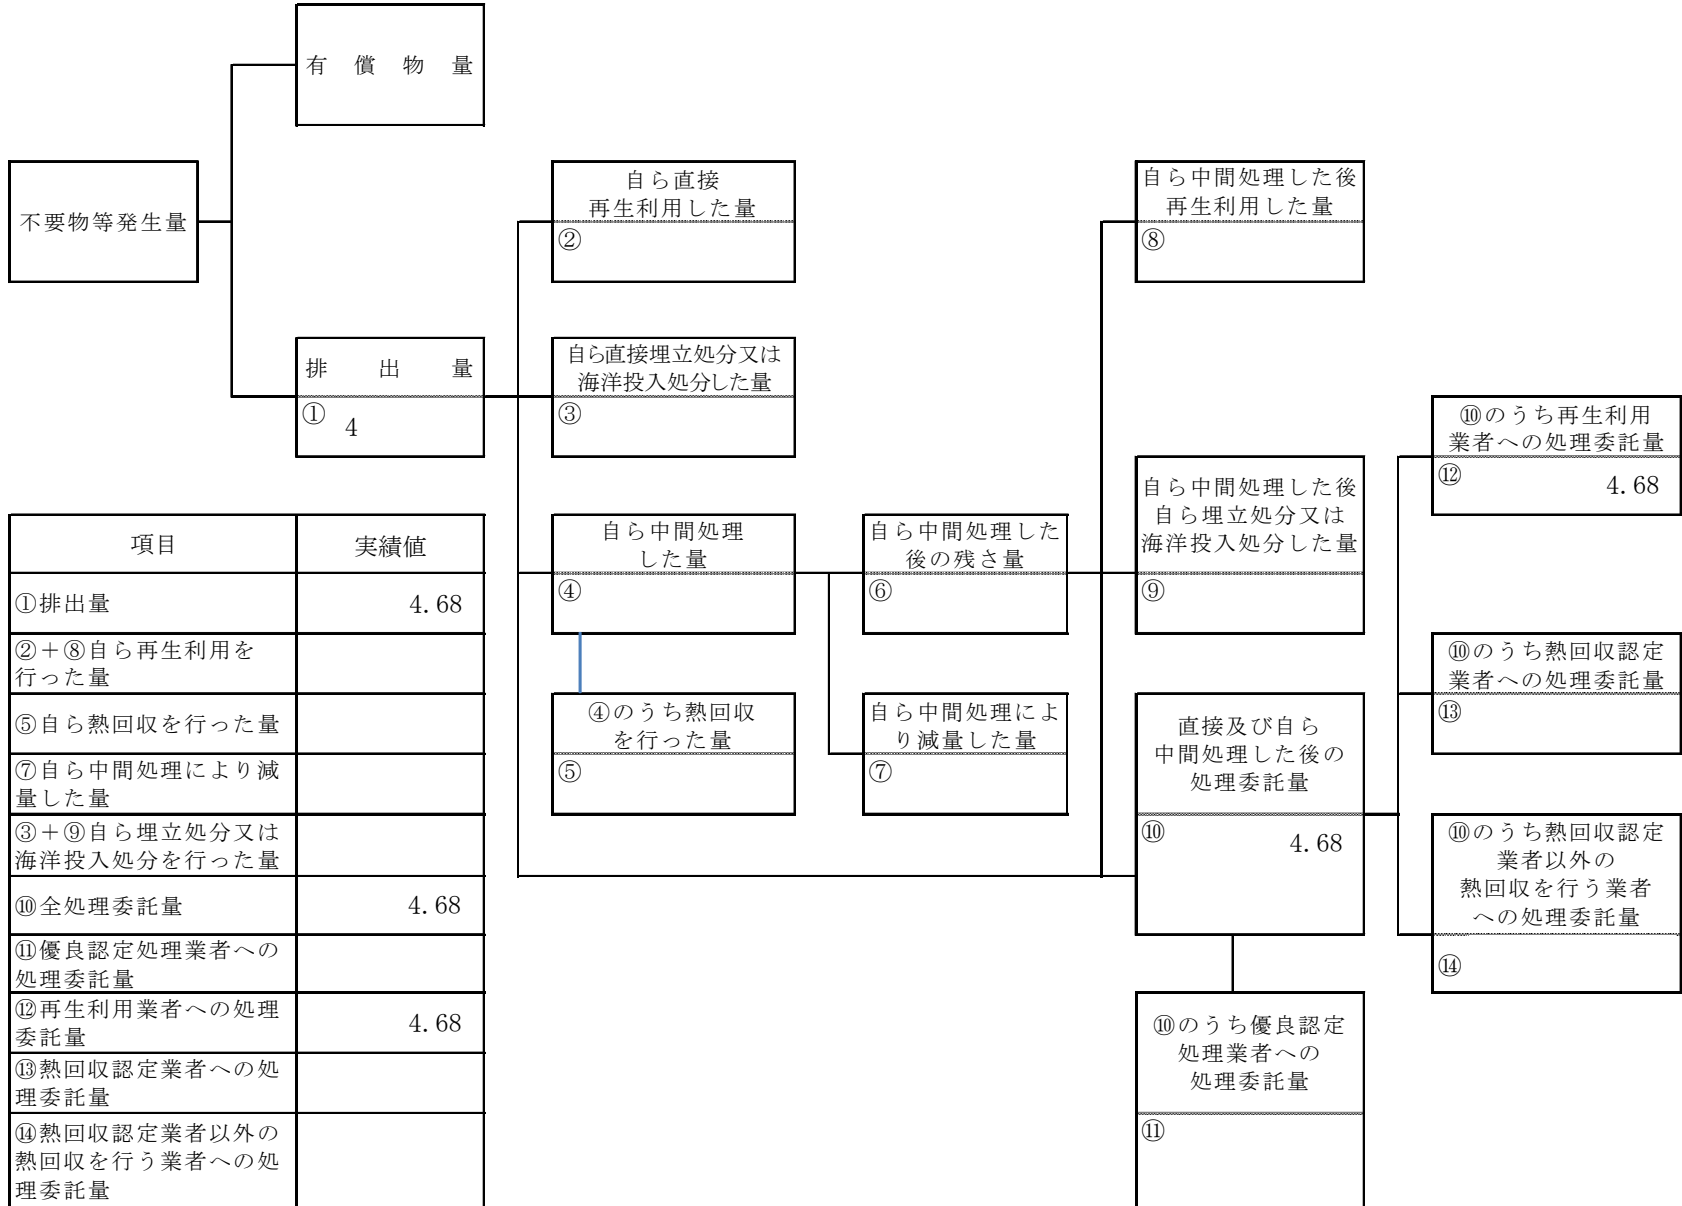 有償物量
不要物等発生量
排出量
①
4
自ら直接
再生利用した量
②
自ら直接埋立処分又は
海洋投入処分した量
③
自ら中間処理
した量
④
④のうち熱回収
を行った量
⑤
自ら中間処理した
後の残さ量
⑥
自ら中間処理によ
り減量した量
⑦
自ら中間処理した後
再生利用した量
⑧
自ら中間処理した後
自ら埋立処分又は
海洋投入処分した量
⑨
直接及び自ら
中間処理した後の
処理委託量
⑩
4.68
⑩のうち優良認定
処理業者への
処理委託量
⑪
⑩のうち再生利用
業者への処理委託量
⑫
4.68
⑩のうち熱回収認定
業者への処理委託量
⑬
⑩のうち熱回収認定
業者以外の
熱回収を行う業者
への処理委託量
⑭
項目 実績値
①排出量 4.68
②+⑧自ら再生利用を
行った量
⑤自ら熱回収を行った量
⑦自ら中間処理により減
量した量
③+⑨自ら埋立処分又は
海洋投入処分を行った量
⑩全処理委託量 4.68
⑪優良認定処理業者への
処理委託量
⑫再生利用業者への処理
委託量 4.68
⑬熱回収認定業者への処
理委託量
⑭熱回収認定業者以外の
熱回収を行う業者への処
理委託量